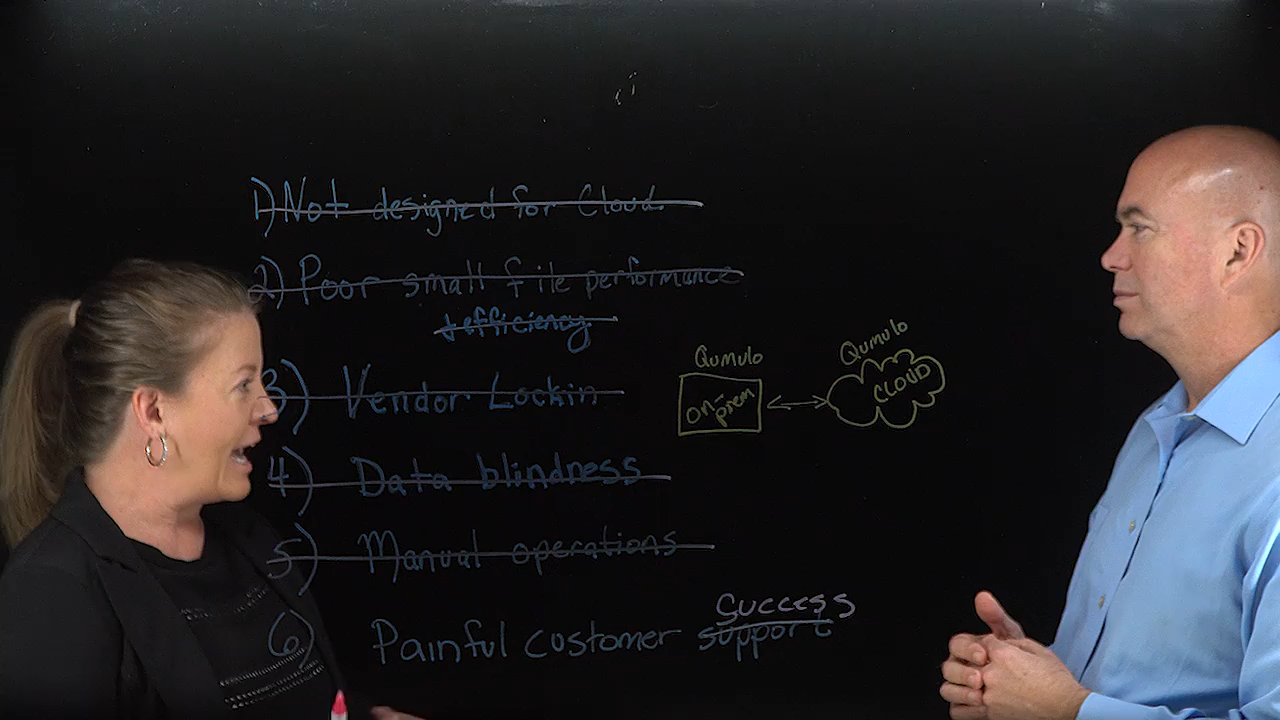 1) Not designed for Cloud.
2) Poor small file performance
+efficiency
3) Vendor Lockin
Qumulo
on-prem
Qumulo
CLOUD
4) Data blindness
5) Manual operations
success
6) Painful customer support